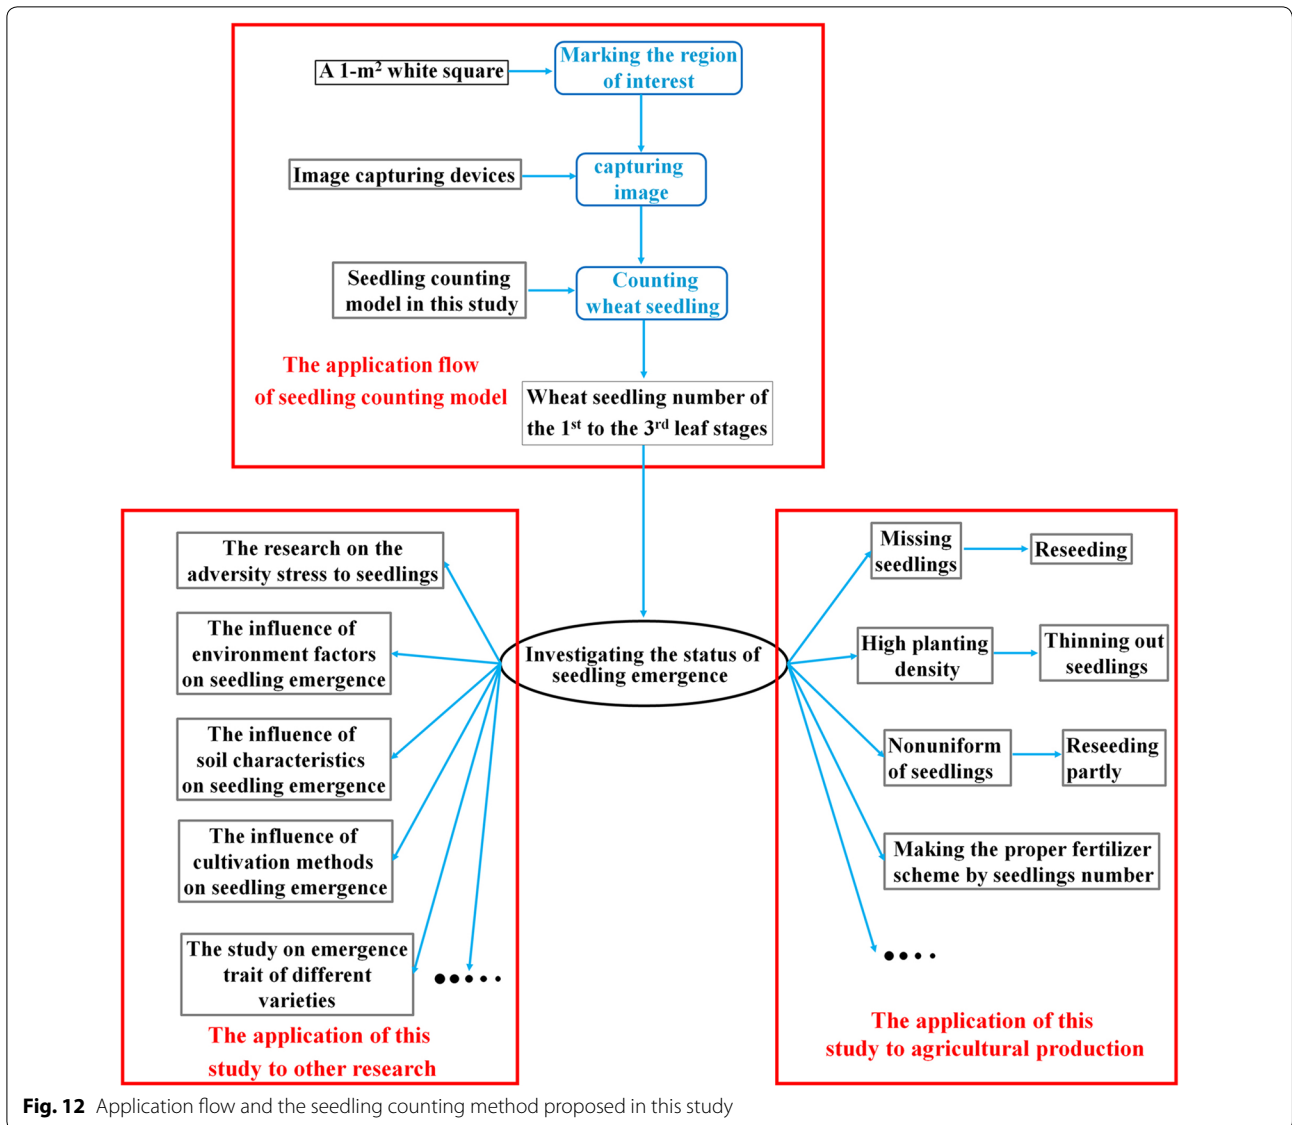 A 1-m² white square
Marking the region
of interest
Image capturing devices
capturing
image
Seedling counting
model in this study
Counting
wheat seedling
The application flow
of seedling counting model
Wheat seedling number of
the 1st to the 3rd leaf stages
Investigating the status of
seedling emergence
The research on the
adversity stress to seedlings
The influence of
environment factors
on seedling emergence
The influence of
soil characteristics
on seedling emergence
The influence of
cultivation methods
on seedling emergence
The study on emergence
trait of different
varieties
The application of this
study to other research
Missing
seedlings
Reseeding
High planting
density
Thinning out
seedlings
Nonuniform
of seedlings
Reseeding
partly
Making the proper fertilizer
scheme by seedlings number
The application of this
study to agricultural production
Fig. 12 Application flow and the seedling counting method proposed in this study